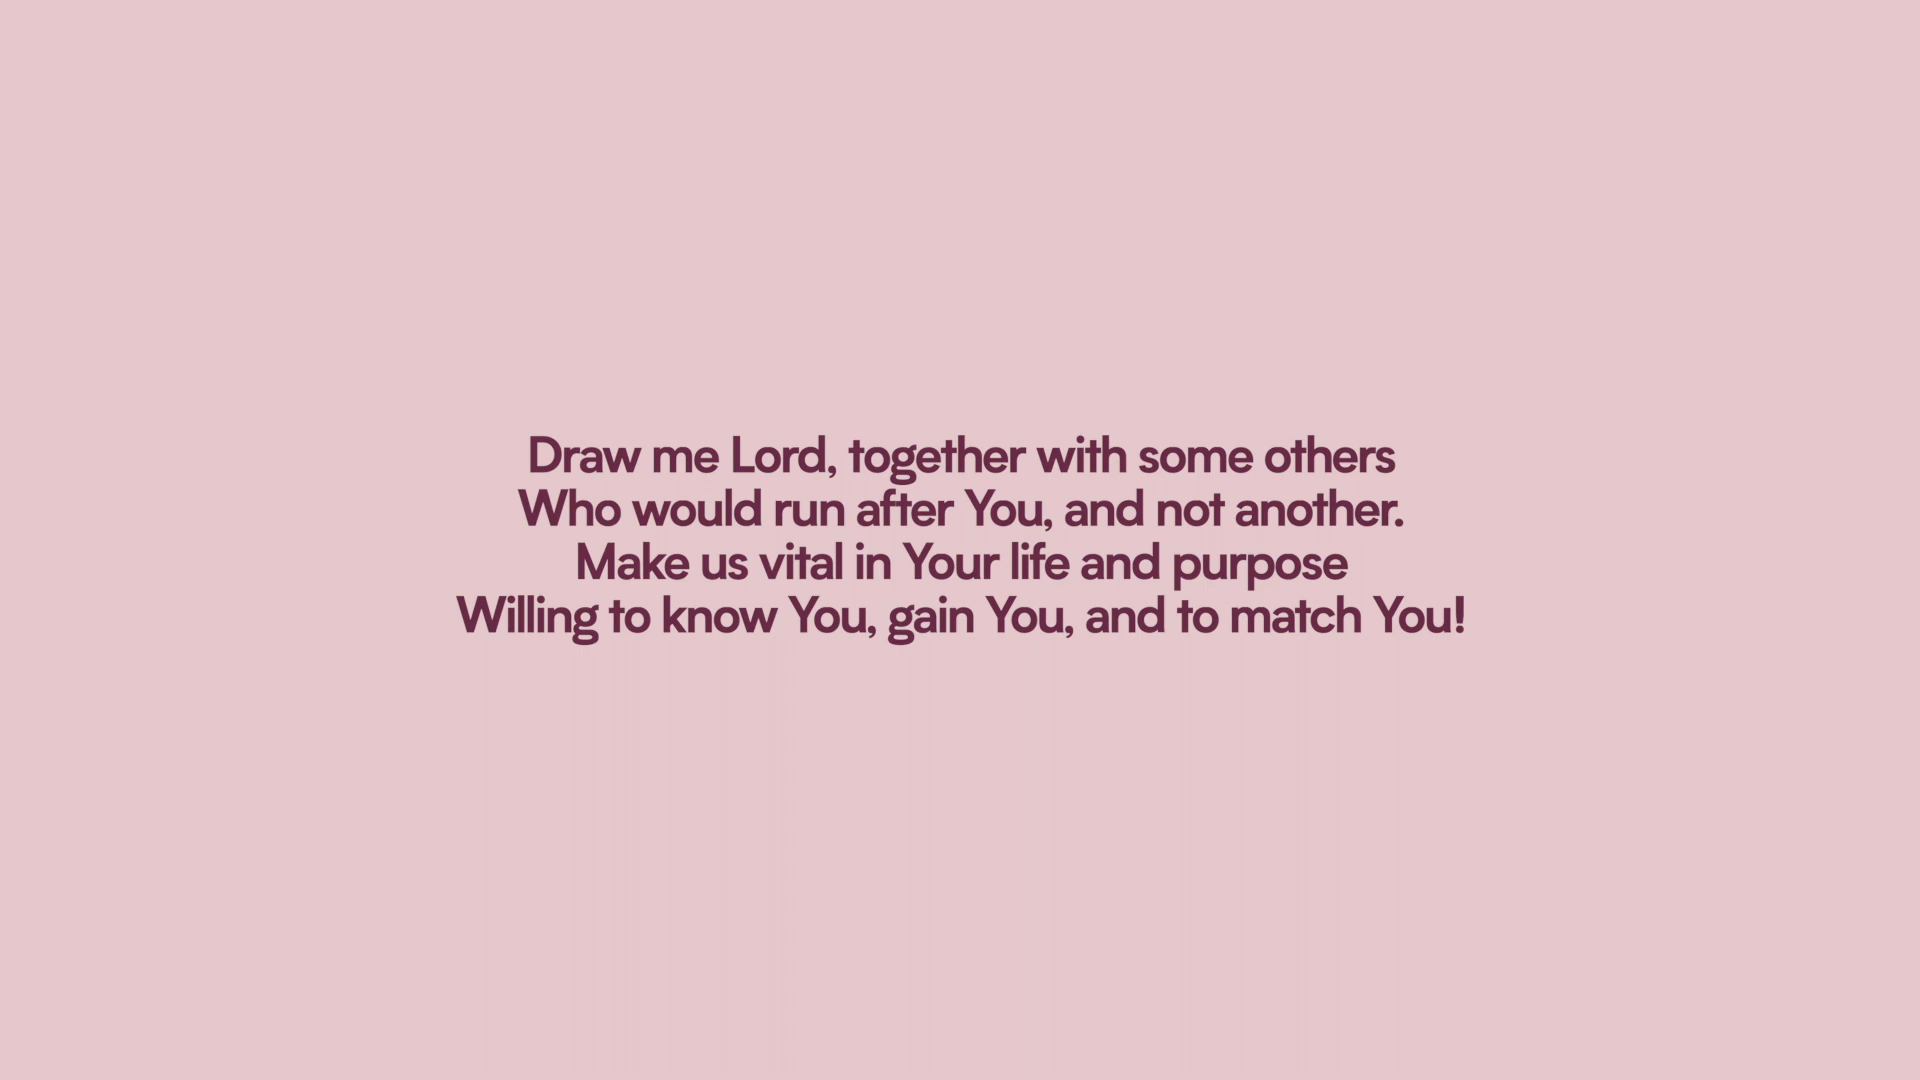 Draw me Lord, together with some others
Who would run after You, and not another.
Make us vital in Your life and purpose
Willing to know You, gain You, and to match You!